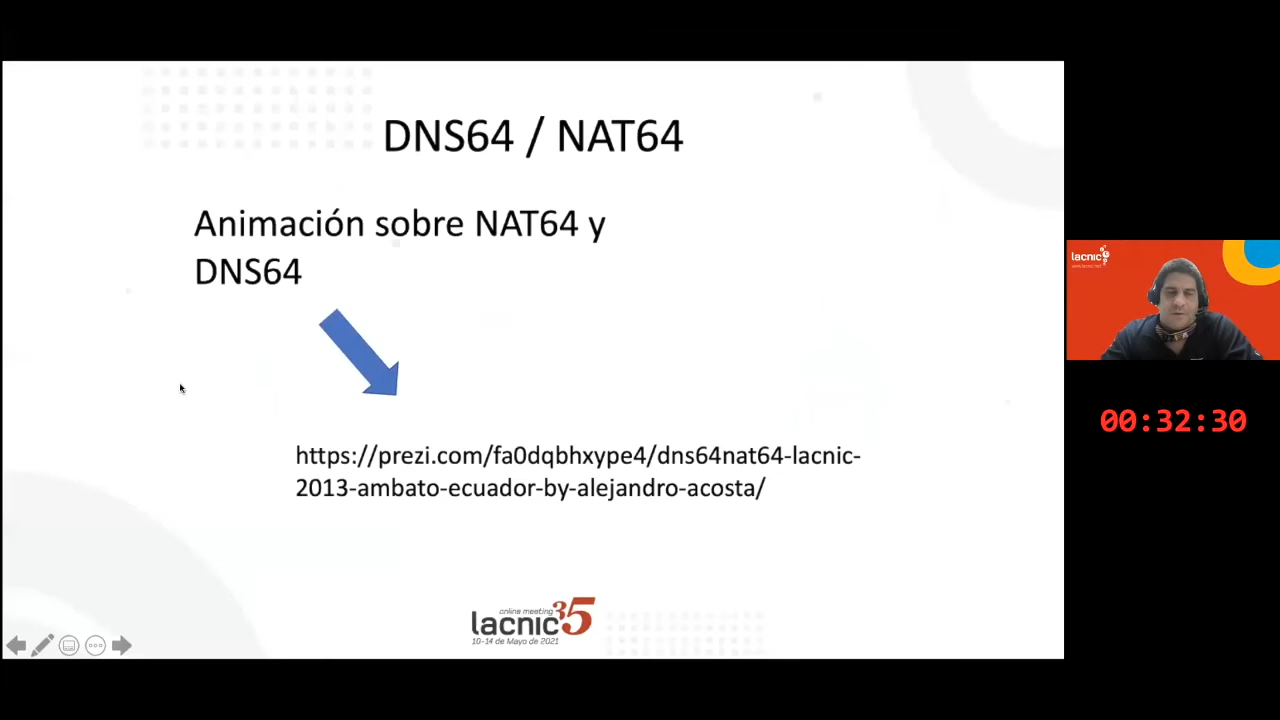 DNS64 / NAT64
Animación sobre NAT64 y
DNS64
https://prezi.com/fa0dqbhxype4/dns64nat64-lacnic-
2013-ambato-ecuador-by-alejandro-acosta/
online meeting
lacnic35
10-14 de Mayo de 2021
lacnic
00:32:30